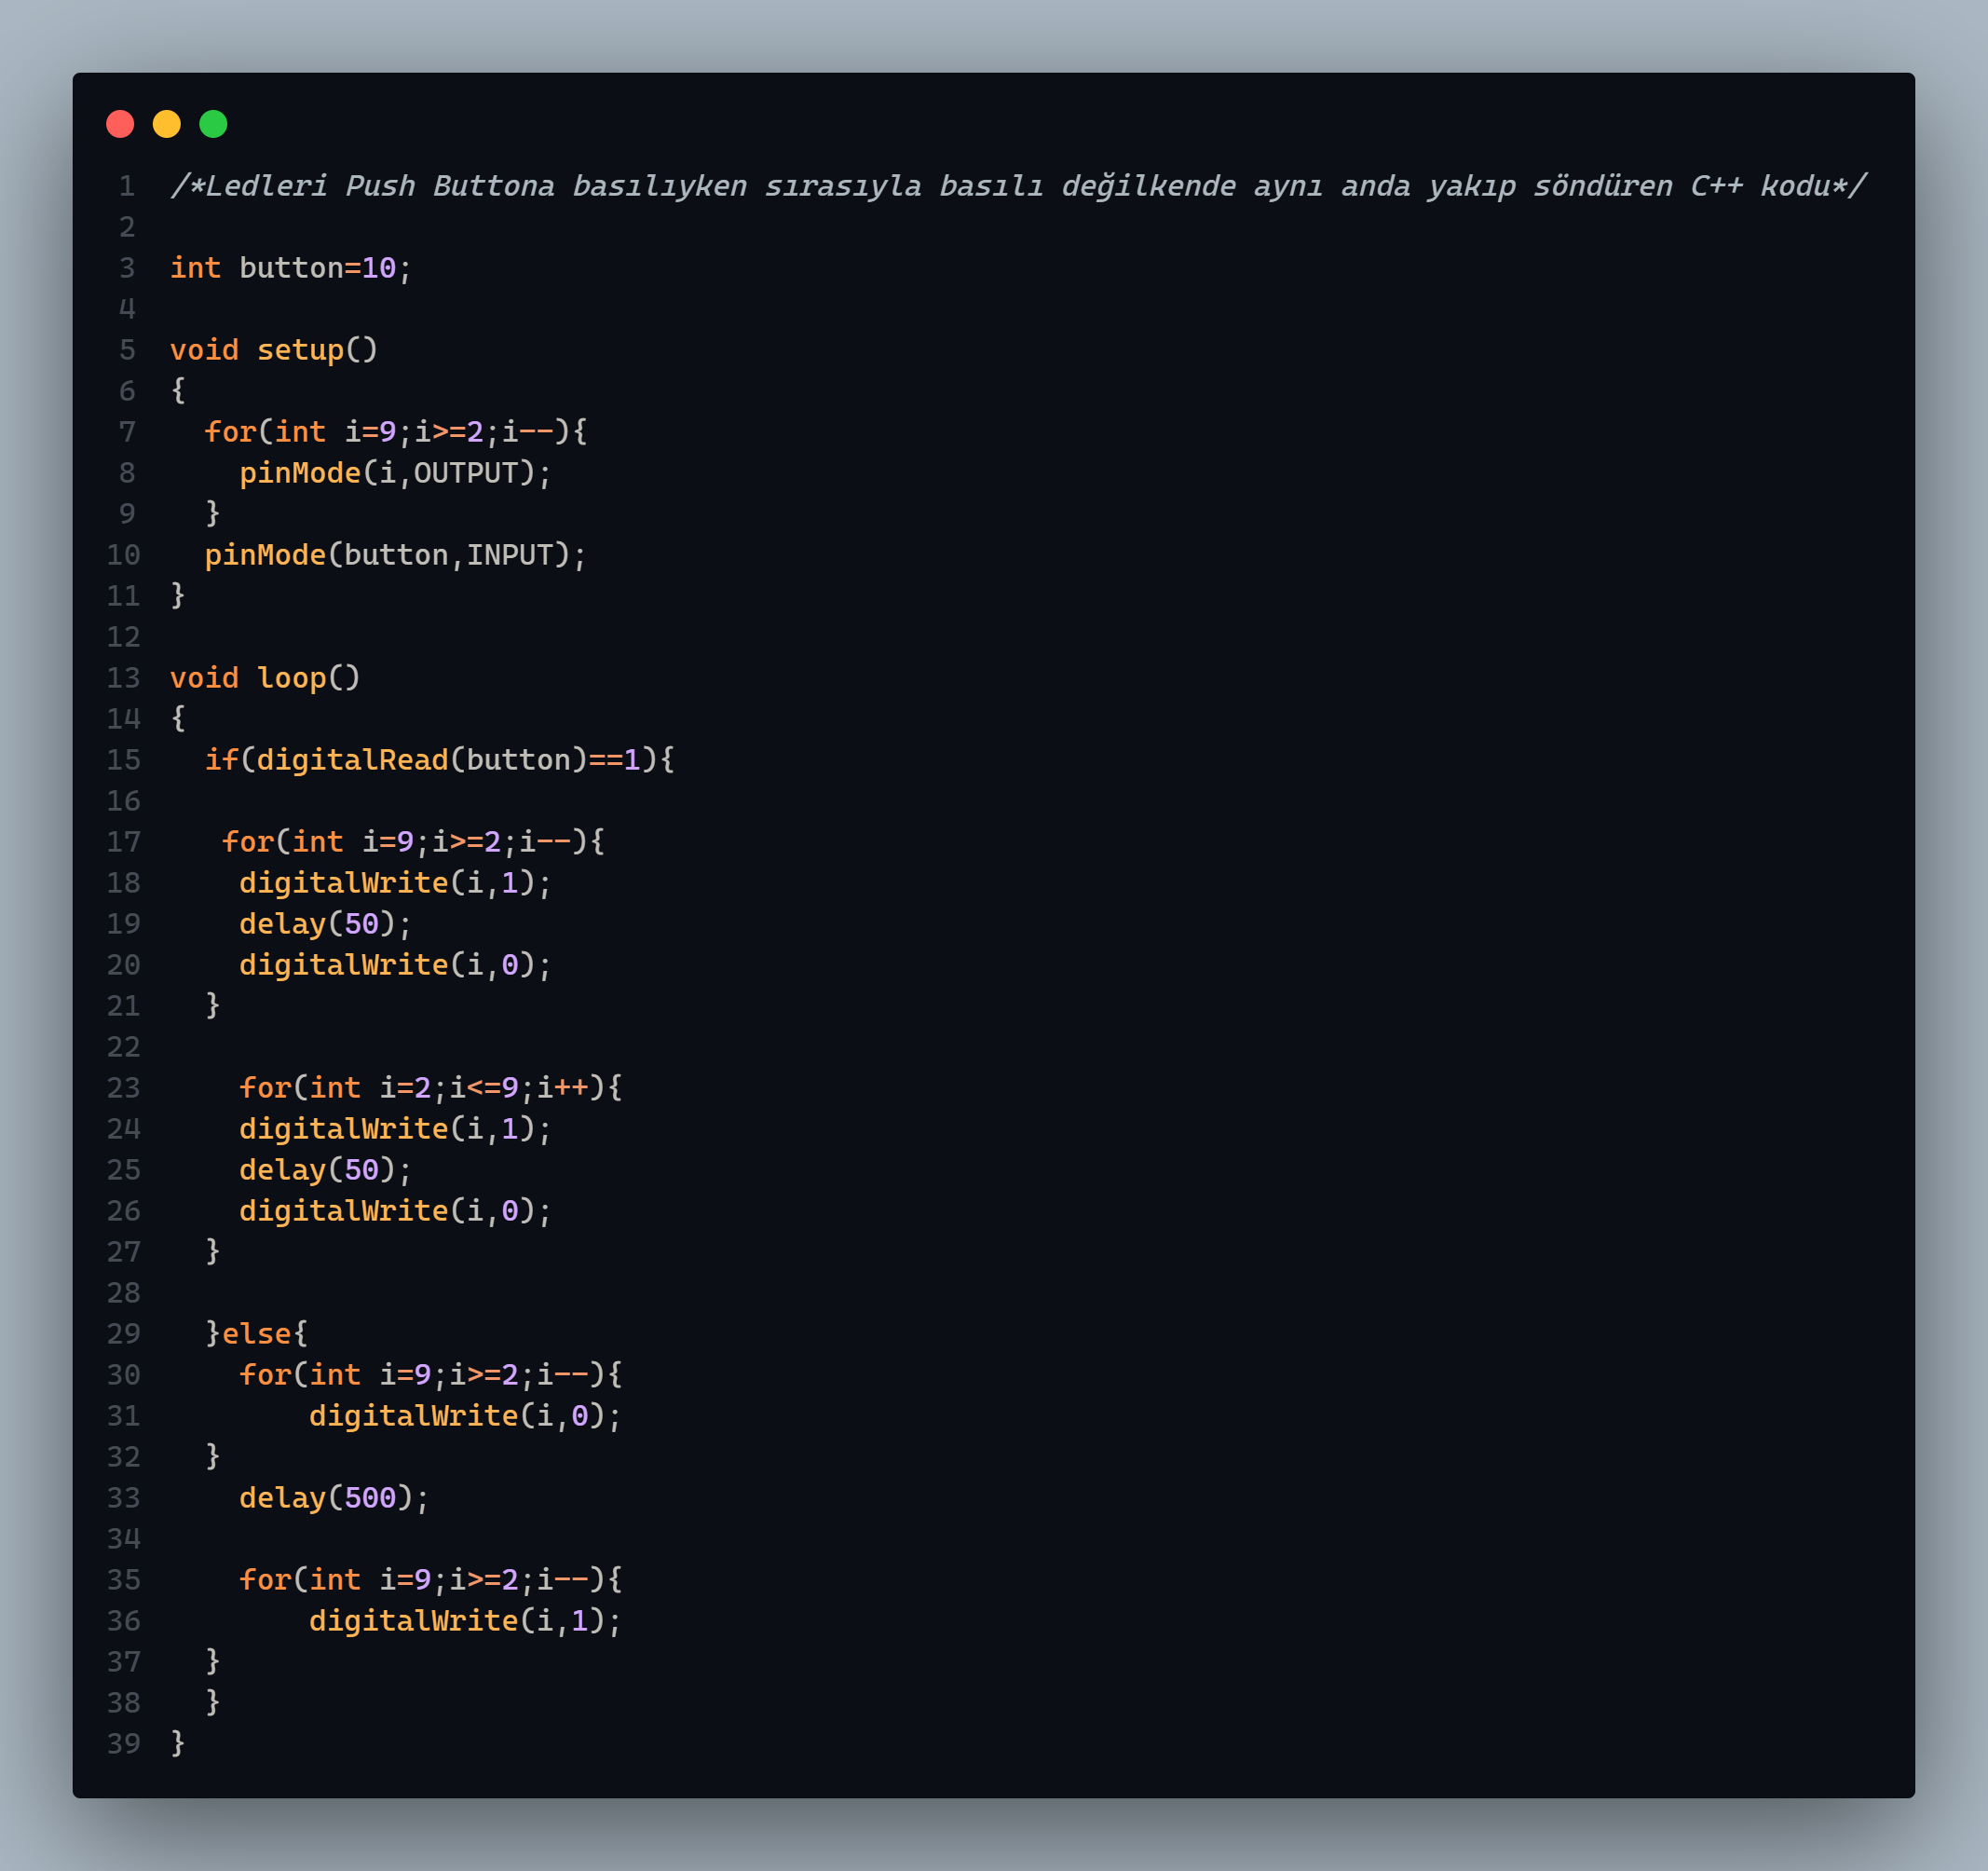 1 /*Ledleri Push Buttona basılıyken sırasıyla basılı değilkende aynı anda yakıp söndüren C++ kodu*/
2
3 int button=10;
4
5 void setup()
6 {
7   for(int i=9;i>=2;i--){
8     pinMode(i,OUTPUT);
9   }
10   pinMode(button,INPUT);
11 }
12
13 void loop()
14 {
15   if(digitalRead(button)==1){
16
17    for(int i=9;i>=2;i--){
18     digitalWrite(i,1);
19     delay(50);
20     digitalWrite(i,0);
21   }
22
23     for(int i=2;i<=9;i++){
24     digitalWrite(i,1);
25     delay(50);
26     digitalWrite(i,0);
27   }
28
29   }else{
30     for(int i=9;i>=2;i--){
31         digitalWrite(i,0);
32   }
33     delay(500);
34
35     for(int i=9;i>=2;i--){
36         digitalWrite(i,1);
37   }
38   }
39 }